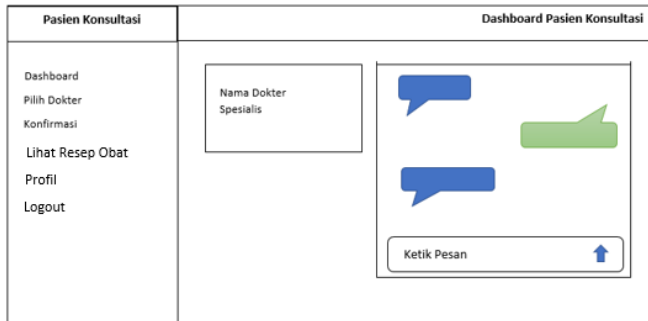 Pasien Konsultasi
Dashboard Pasien Konsultasi
Dashboard
Pilih Dokter
Konfirmasi
Lihat Resep Obat
Profil
Logout
Nama Dokter
Spesialis
Ketik Pesan